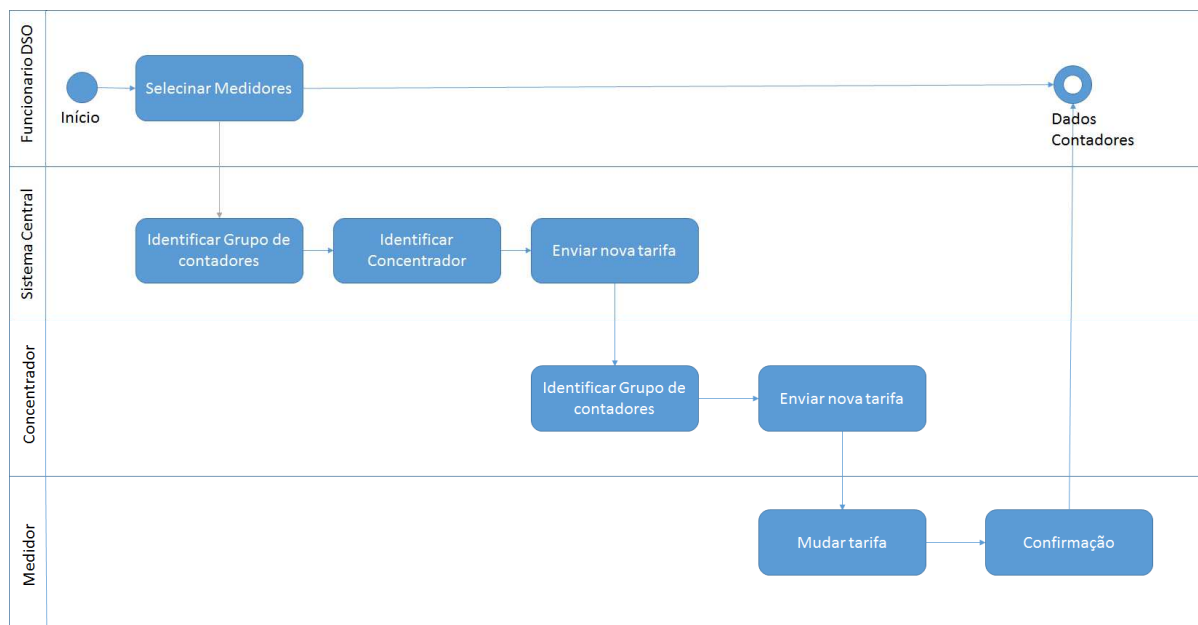 Funcionario DSO
Início
Selecinar Medidores
Dados
Contadores
Sistema Central
Identificar Grupo de
contadores
Identificar
Concentrador
Enviar nova tarifa
Concentrador
Identificar Grupo de
contadores
Enviar nova tarifa
Medidor
Mudar tarifa
Confirmação